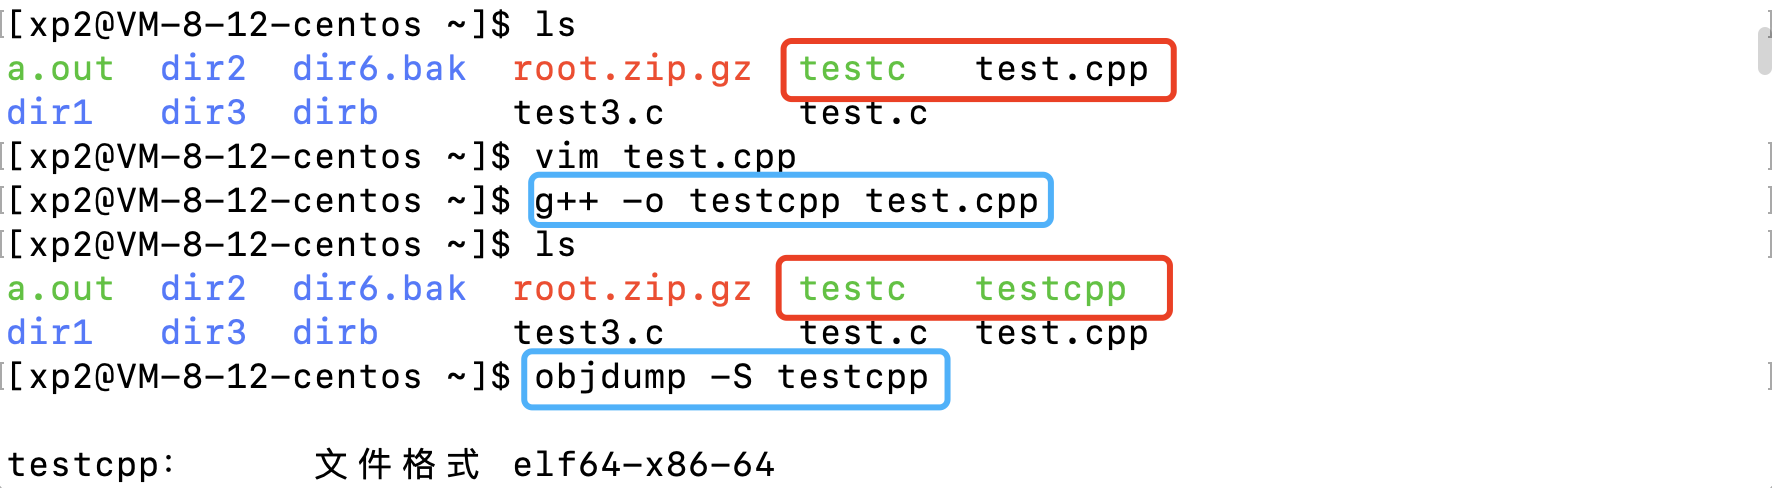 [xp2@VM-8-12-centos ~]$ ls
a.out  dir2  dir6.bak  root.zip.gz  testc   test.cpp
dir1   dir3  dirb      test3.c      test.c
[xp2@VM-8-12-centos ~]$ vim test.cpp
[xp2@VM-8-12-centos ~]$ g++ -o testcpp test.cpp
[xp2@VM-8-12-centos ~]$ ls
a.out  dir2  dir6.bak  root.zip.gz  testc   testcpp
dir1   dir3  dirb      test3.c      test.c  test.cpp
[xp2@VM-8-12-centos ~]$ objdump -S testcpp
testcpp:     文件格式 elf64-x86-64